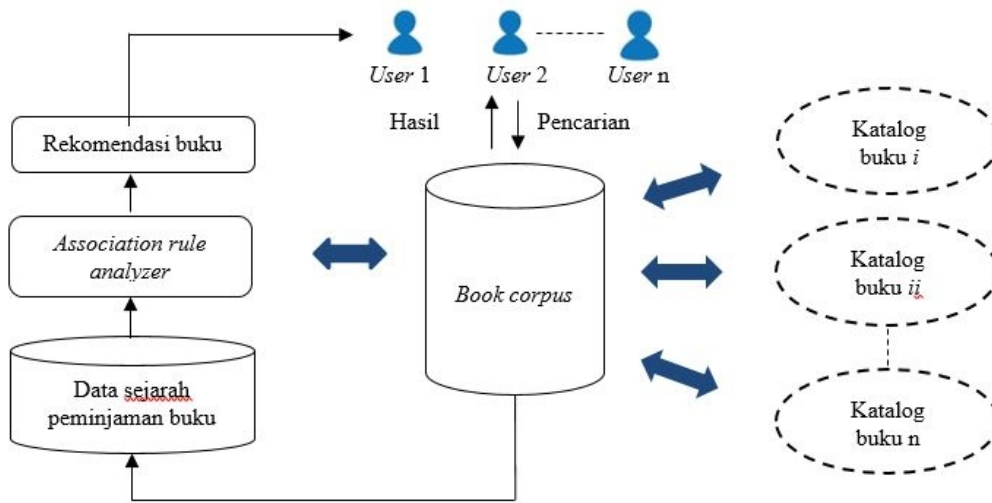 User 1
User 2
User n
Hasil
Pencarian
Rekomendasi buku
Association rule
analyzer
Data sejarah
peminjaman buku
Book corpus
Katalog
buku i
Katalog
buku ii
Katalog
buku n